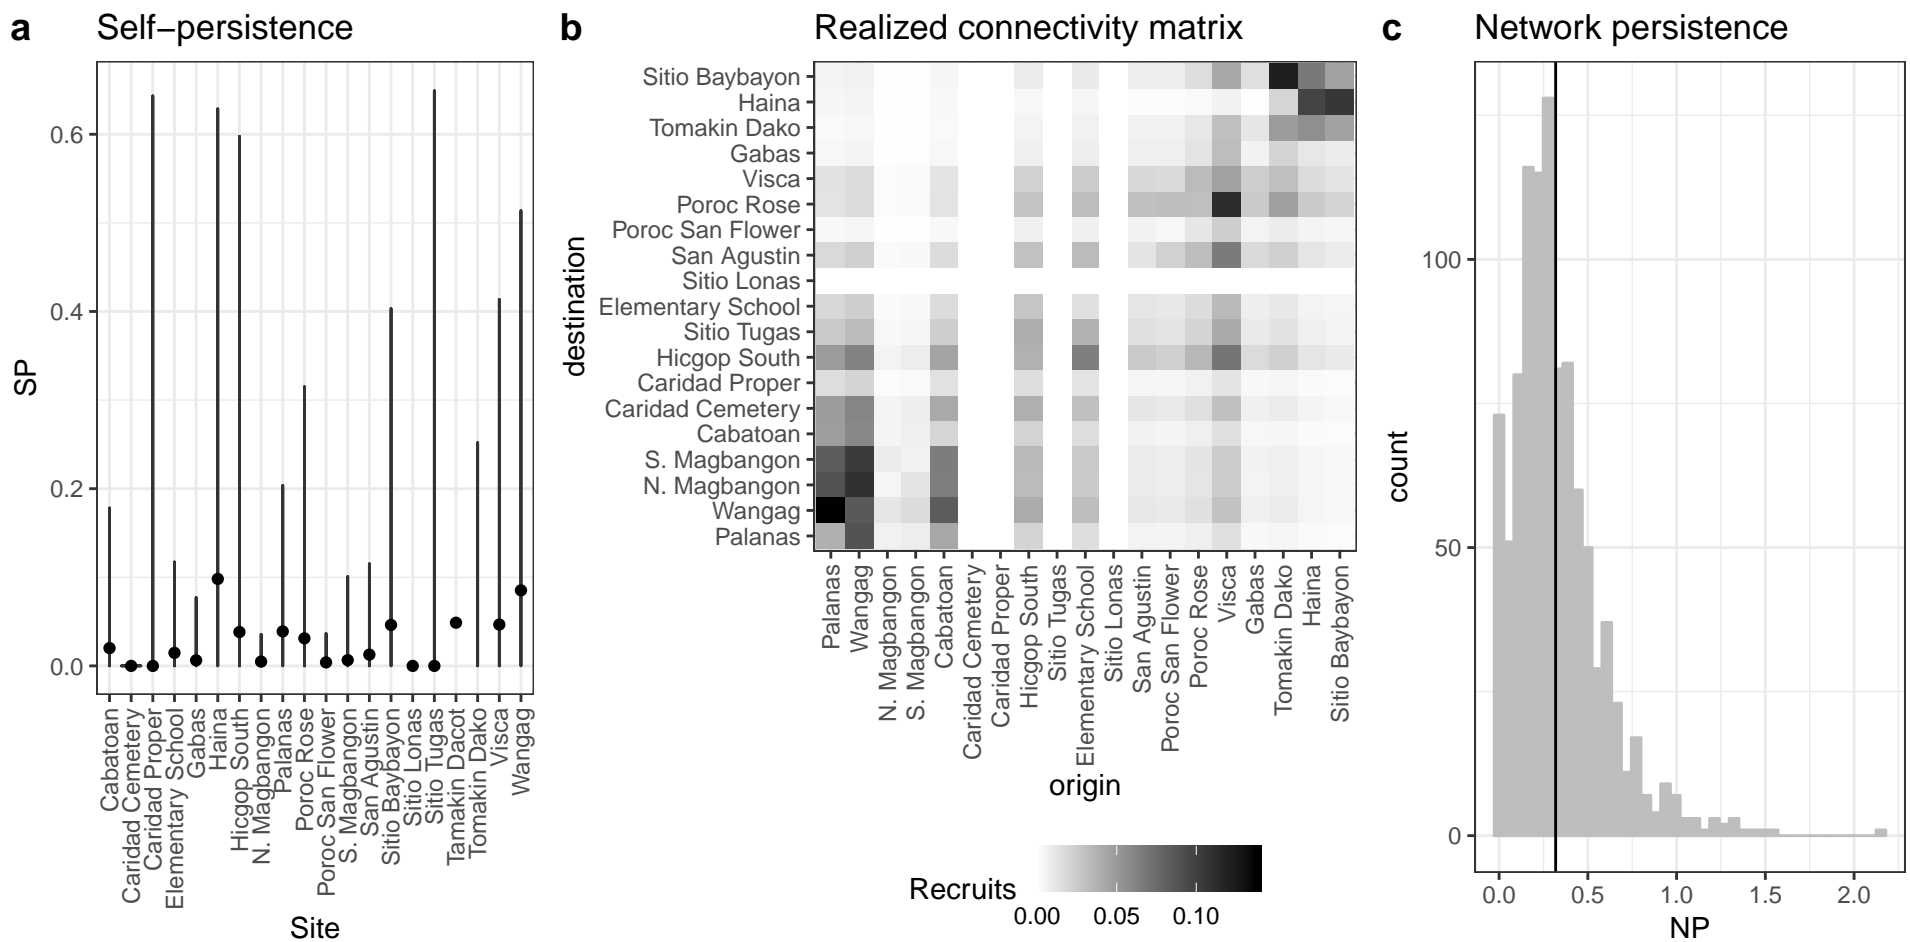 a Self−persistence
0.6
0.4
0.2
0.0
SP
Cabatoan
Caridad Cemetery
Caridad Proper
Elementary School
Gabas
Haina
Hicgop South
N. Magbangon
Palanas
Poroc Rose
Poroc San Flower
S. Magbangon
San Agustin
Sitio Baybayon
Sitio Lonas
Sitio Tugas
Tamakin Dacot
Tomakin Dako
Visca
Wangag
Site
b Realized connectivity matrix
destination
Sitio Baybayon
Haina
Tomakin Dako
Gabas
Visca
Poroc Rose
Poroc San Flower
San Agustin
Sitio Lonas
Elementary School
Sitio Tugas
Hicgop South
Caridad Proper
Caridad Cemetery
Cabatoan
S. Magbangon
N. Magbangon
Wangag
Palanas
Palanas
Wangag
N. Magbangon
S. Magbangon
Cabatoan
Caridad Cemetery
Caridad Proper
Hicgop South
Sitio Tugas
Elementary School
Sitio Lonas
San Agustin
Poroc San Flower
Poroc Rose
Visca
Gabas
Tomakin Dako
Haina
Sitio Baybayon
origin
Recruits
0.00 0.05 0.10
c Network persistence
count
100
50
0
0.0 0.5 1.0 1.5 2.0
NP